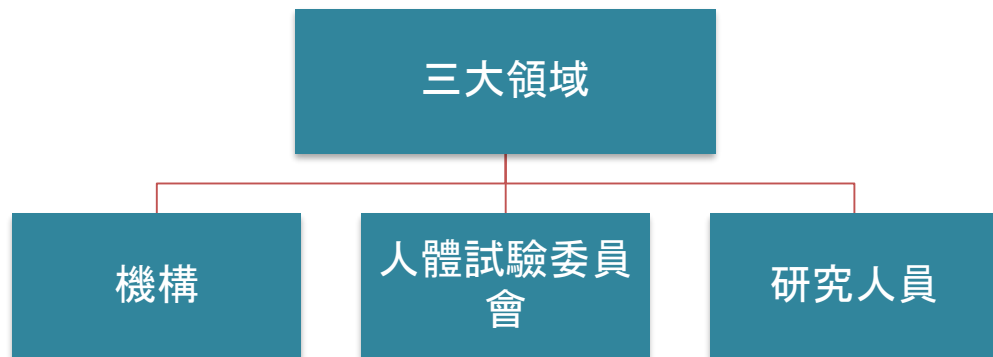 三大領域
機構
人體試驗委員
會
研究人員